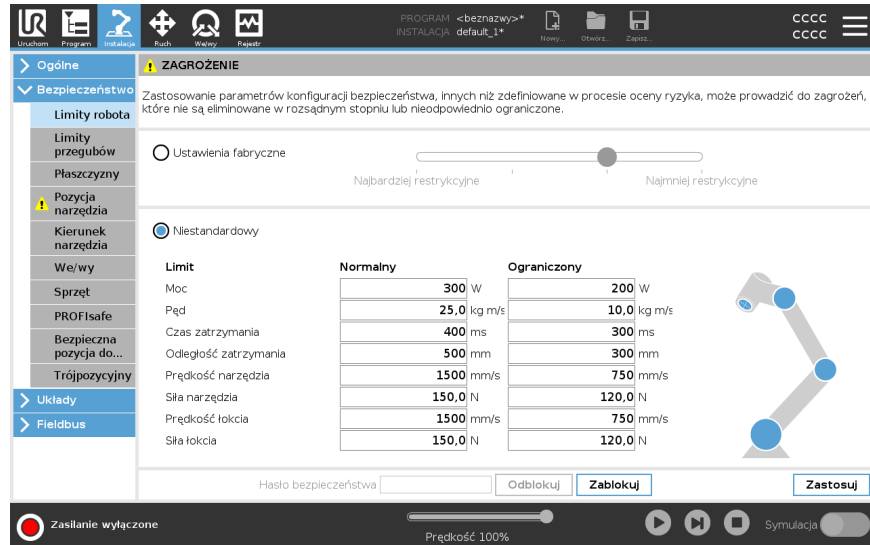 UR
Uruchom
Program
Instalacja
Ruch
We/wy
Rejestr
PROGRAM <beznazwy>*
INSTALACJA default_1*
Nowy...
Otwórz...
Zapisz...
CCCC
CCCC
Ogólne
Bezpieczeństwo
Limity robota
Limity
przegubów
Płaszczyzny
Pozycja
narzędzia
Kierunek
narzędzia
We/wy
Sprzęt
PROFIsafe
Bezpieczna
pozycja do...
Trójpozycyjny
Układy
Fieldbus
ZAGROŻENIE
Zastosowanie parametrów konfiguracji bezpieczeństwa, innych niż zdefiniowane w procesie oceny ryzyka, może prowadzić do zagrożeń,
które nie są eliminowane w rozsądnym stopniu lub nieodpowiednio ograniczone.
Ustawienia fabryczne
Najbardziej restrykcyjne Najmniej restrykcyjne
Niestandardowy
Limit Normalny Ograniczony
Moc 300 W 200 W
Pęd 25,0 kg m/s 10,0 kg m/s
Czas zatrzymania 400 ms 300 ms
Odległość zatrzymania 500 mm 300 mm
Prędkość narzędzia 1500 mm/s 750 mm/s
Siła narzędzia 150,0 N 120,0 N
Prędkość łokcia 1500 mm/s 750 mm/s
Siła łokcia 150,0 N 120,0 N
Hasło bezpieczeństwa Odblokuj Zablokuj Zastosuj
Zasilanie wyłączone
Prędkość 100%
Symulacja